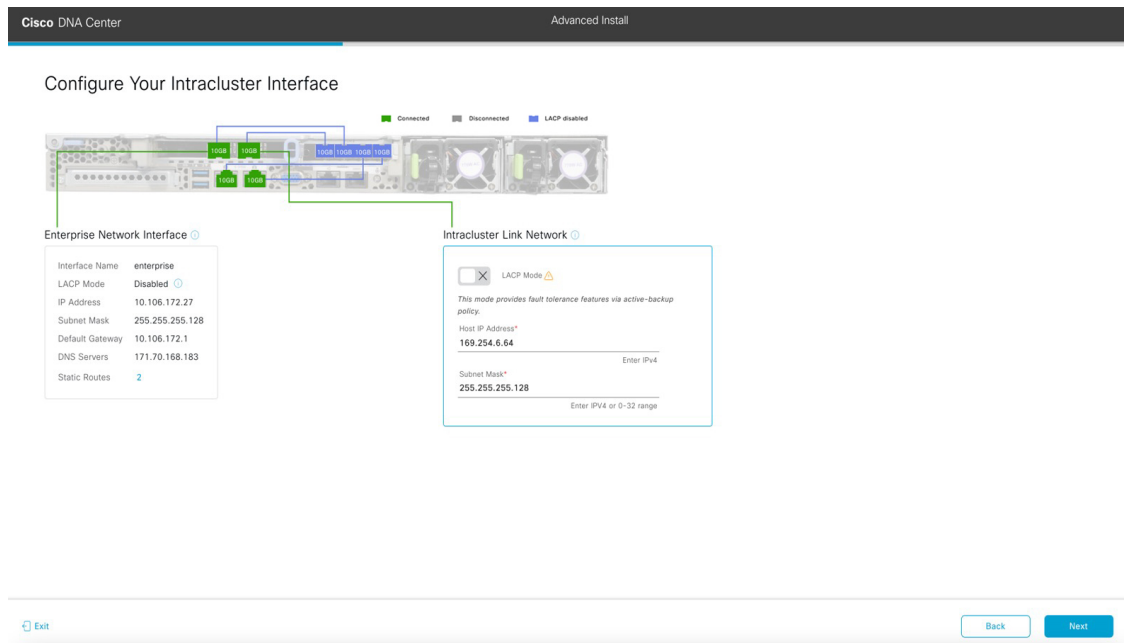 Cisco DNA Center
Advanced Install
Configure Your Intracluster Interface
Connected Disconnected LACP disabled
10GB 10GB 10GB 10GB 10GB 10GB
10GB 10GB
Enterprise Network Interface
Interface Name enterprise
LACP Mode Disabled
IP Address 10.106.172.27
Subnet Mask 255.255.255.128
Default Gateway 10.106.172.1
DNS Servers 171.70.168.183
Static Routes 2
Intracluster Link Network
LACP Mode
This mode provides fault tolerance features via active-backup
policy.
Host IP Address*
169.254.6.64
Enter IPv4
Subnet Mask*
255.255.255.128
Enter IPV4 or 0-32 range
Exit
Back
Next